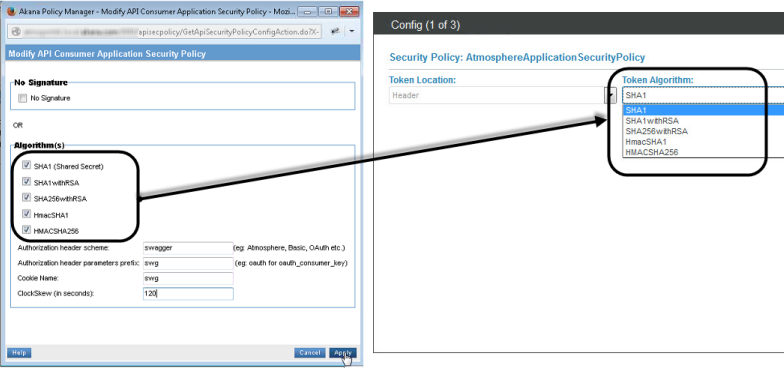 Akana Policy Manager - Modify API Consumer Application Security Policy - Mozi...
apisecpolicy/GetApiSecurityPolicyConfigAction.do?X-
Modify API Consumer Application Security Policy
No Signature
No Signature
OR
Algorithm(s)
SHA1 (Shared Secret)
SHA1withRSA
SHA256withRSA
HmacSHA1
HMACSHA256
Authorization header scheme: swagger (eg: Atmosphere, Basic, OAuth etc.)
Authorization header parameters prefix: swg (eg: oauth for oauth_consumer_key)
Cookie Name: swg
ClockSkew (in seconds): 120
Help Cancel Apply
Config (1 of 3)
Security Policy: AtmosphereApplicationSecurityPolicy
Token Location: Token Algorithm:
Header SHA1
SHA1
SHA1withRSA
SHA256withRSA
HmacSHA1
HMACSHA256